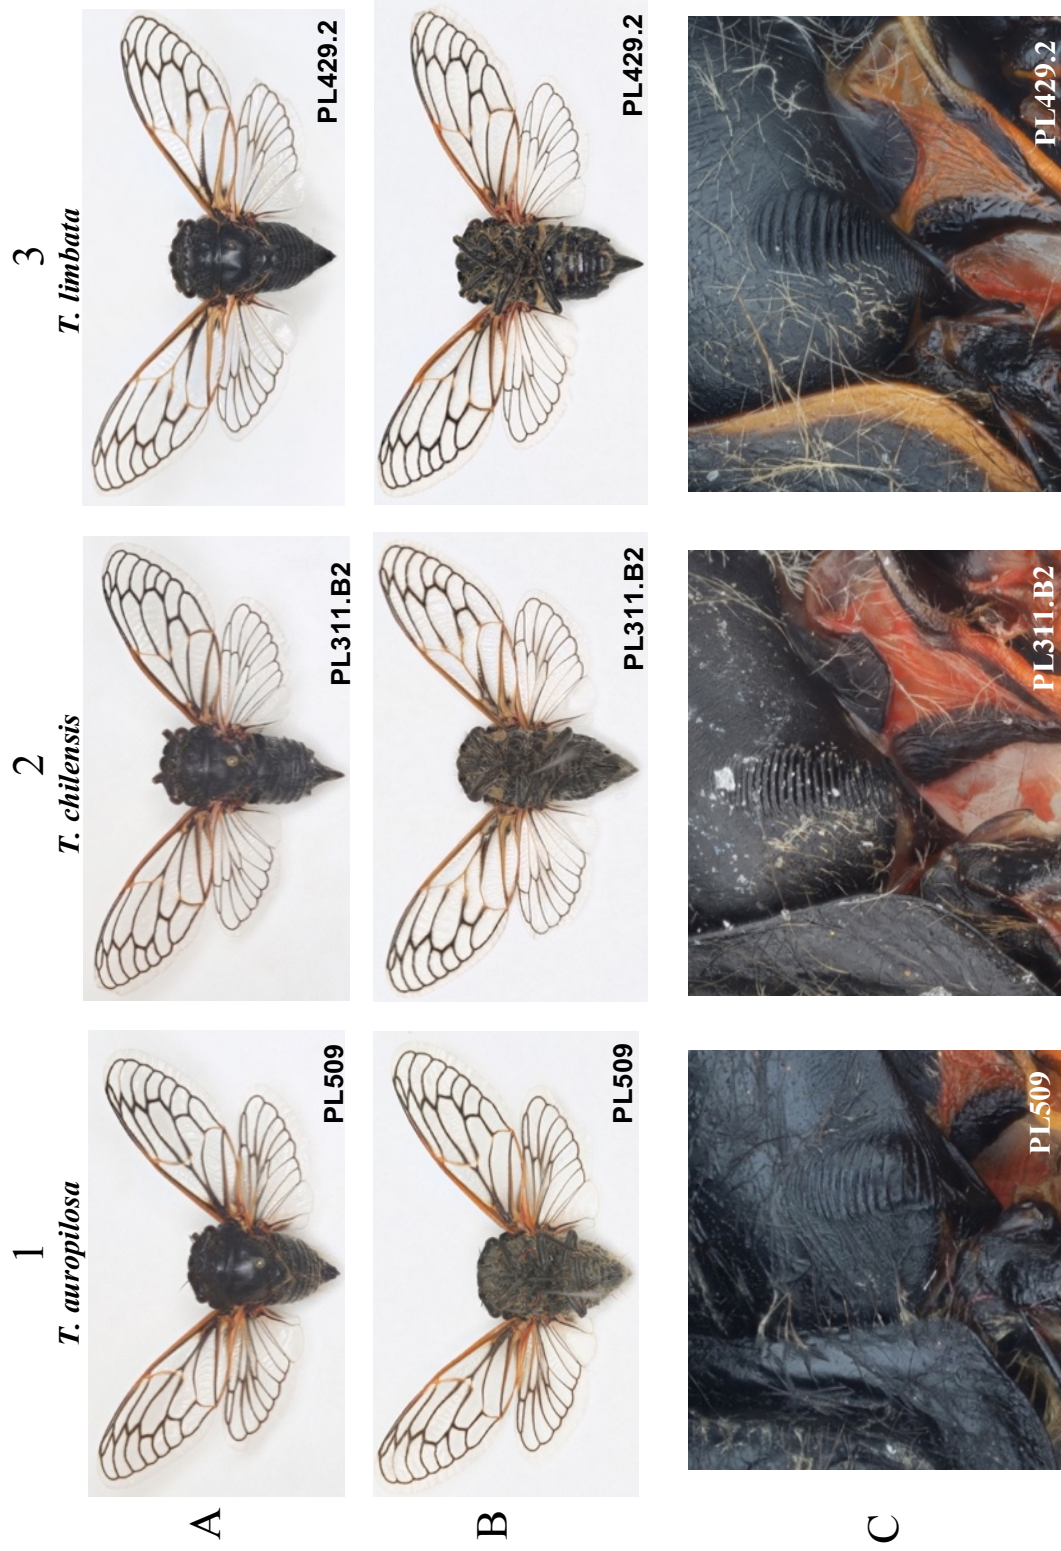 1
T. auropilosa
2
T. chilensis
3
T. limbata
A
PL509
PL311.B2
PL429.2
B
PL509
PL311.B2
PL429.2
C
PL509
PL311.B2
PL429.2